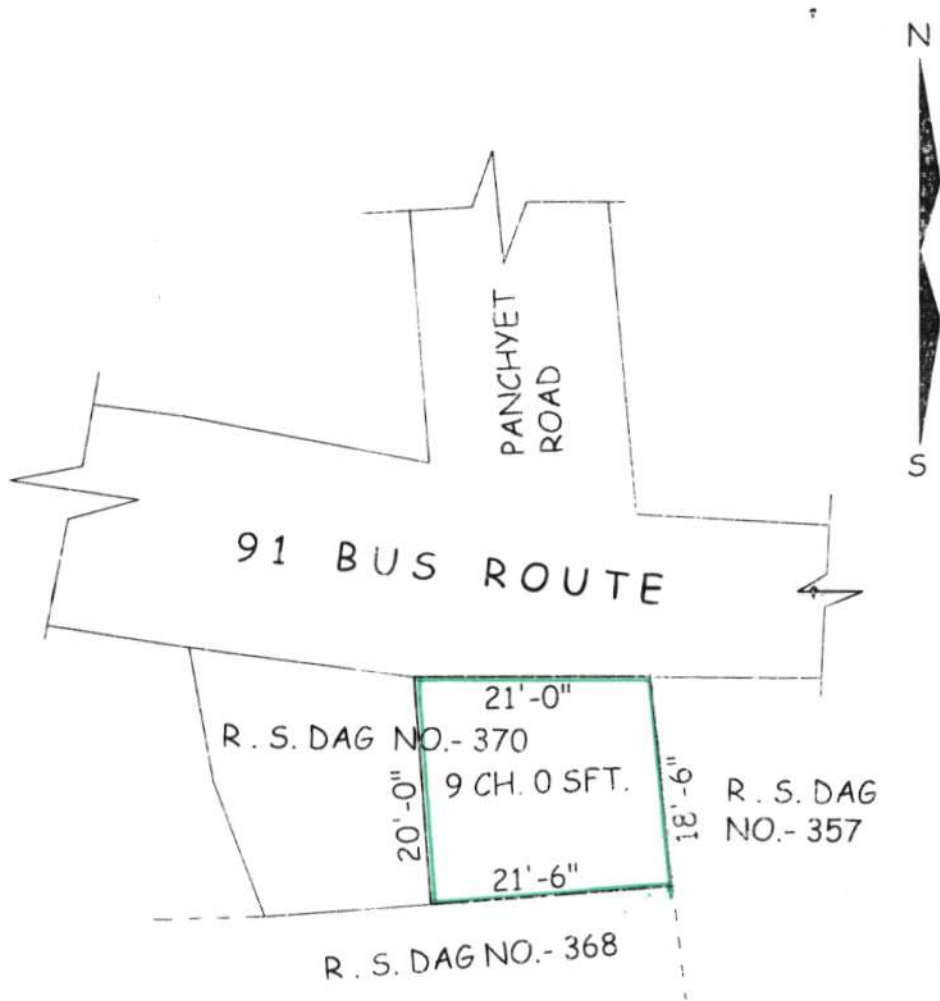 N
S
PANCHYET
ROAD
91 BUS ROUTE
21'-0"
R. S. DAG NO.- 370
9 CH. 0 SFT.
20'-0"
18'-9"
R. S. DAG
NO.- 357
21'-6"
R. S. DAG NO.- 368